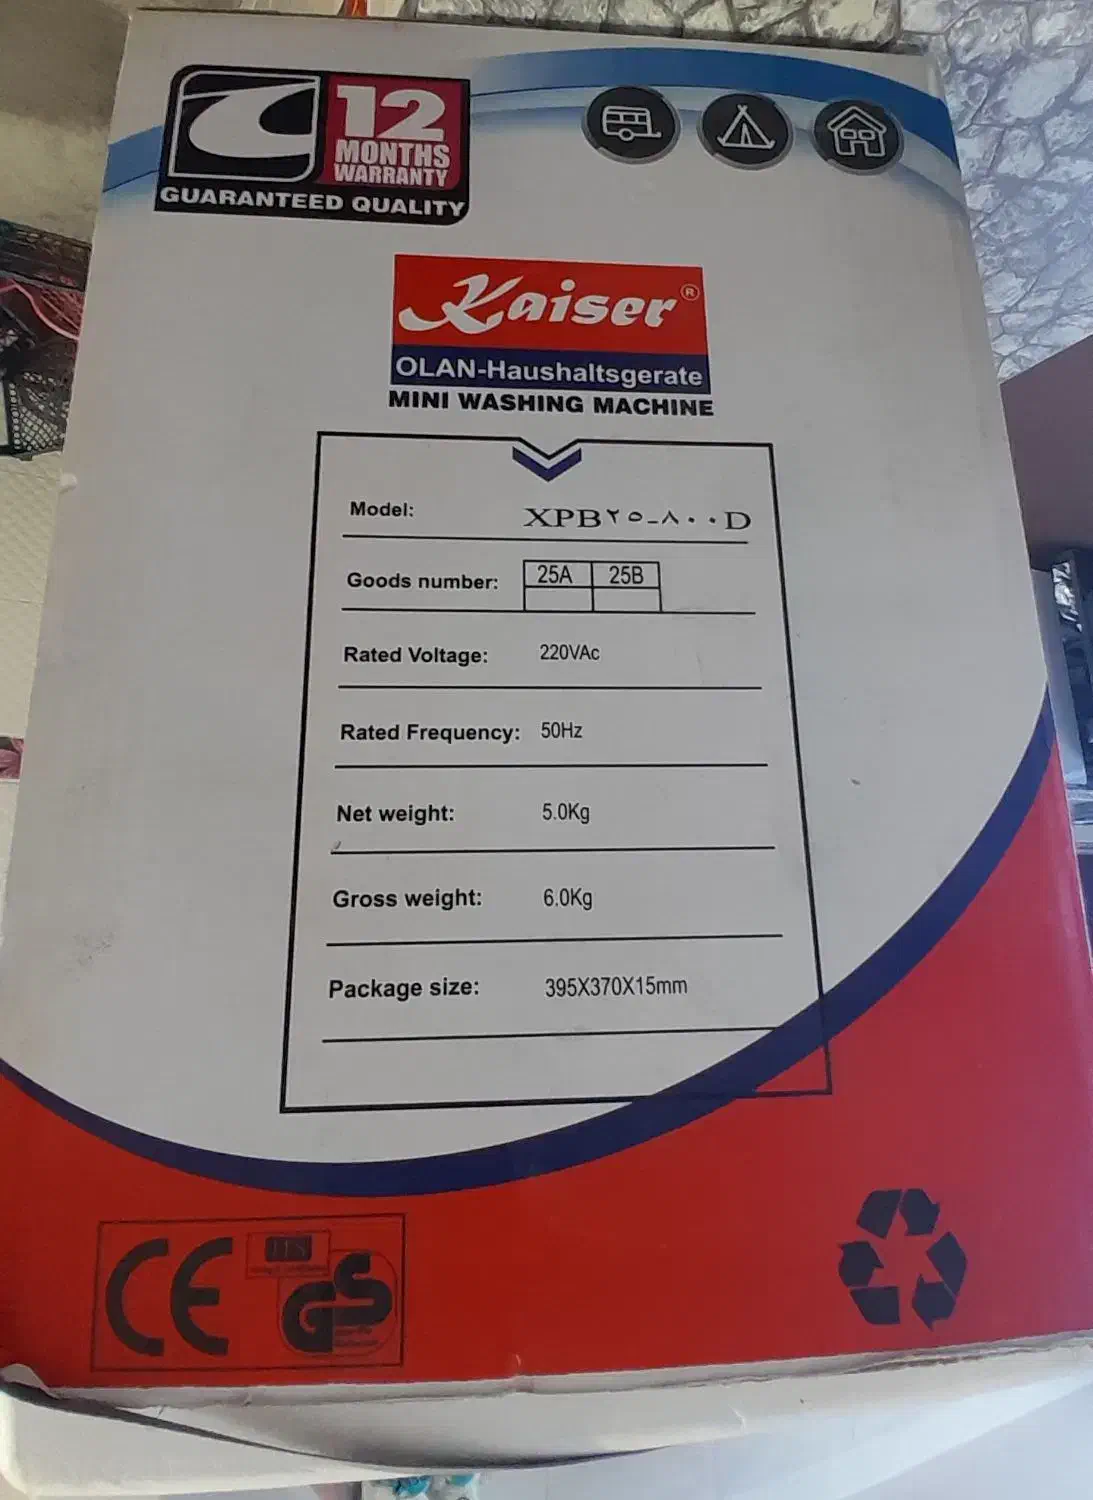 12
MONTHS
WARRANTY
GUARANTEED QUALITY
Kaiser®
OLAN-Haushaltsgerate
MINI WASHING MACHINE
Model: XPB۲۵-۸۰۰D
Goods number: 25A 25B
Rated Voltage: 220VAc
Rated Frequency: 50Hz
Net weight: 5.0Kg
Gross weight: 6.0Kg
Package size: 395X370X15mm
CE
GS